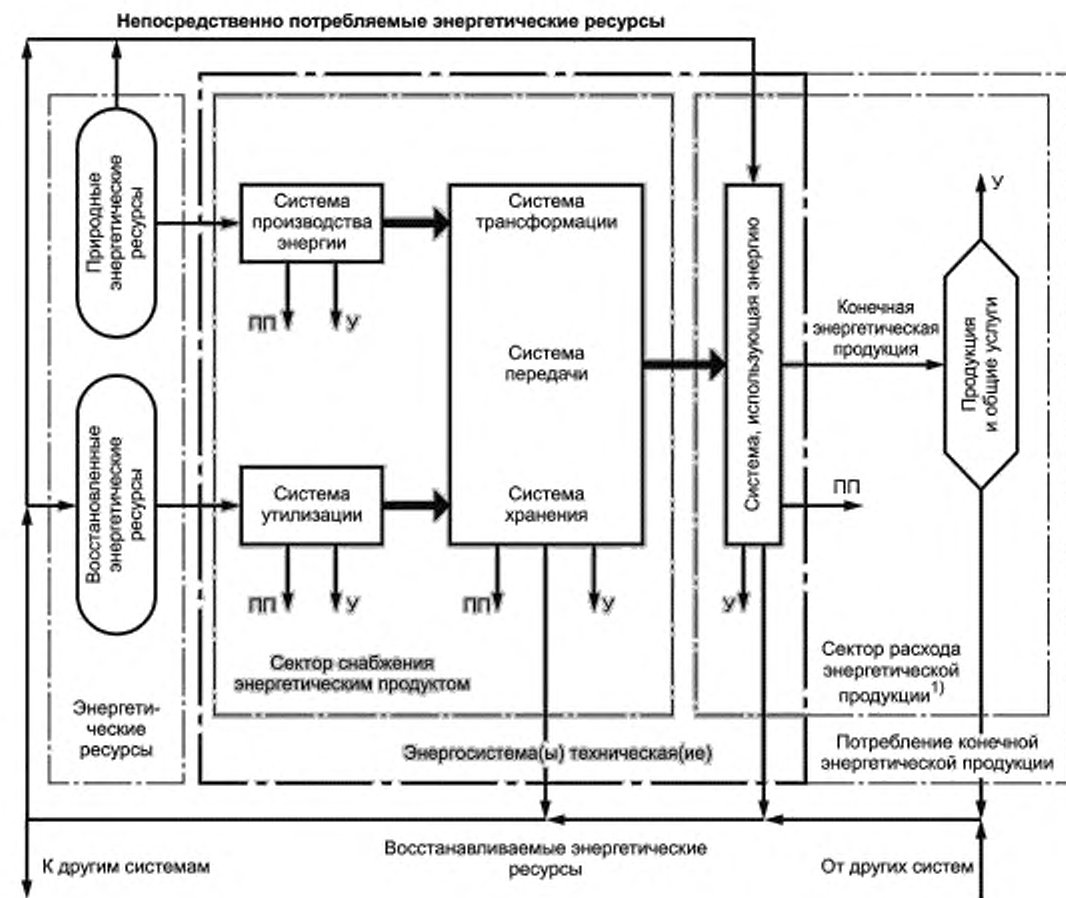 Непосредственно потребляемые энергетические ресурсы
Природные
энергетические
ресурсы
Система
производства
энергии
ПП
У
Система
трансформации
Система
передачи
Система
хранения
ПП
У
Восстановленные
энергетические
ресурсы
Система
утилизации
ПП
У
Система, использующая энергию
У
ПП
Конечная
энергетическая
продукция
Продукция
и общие услуги
У
Сектор снабжения
энергетическим продуктом
Сектор расхода
энергетической
продукции1)
Энергети-
ческие
ресурсы
Энергосистема(ы) техническая(ие)
Потребление конечной
энергетической продукции
К другим системам
Восстанавливаемые энергетические
ресурсы
От других систем